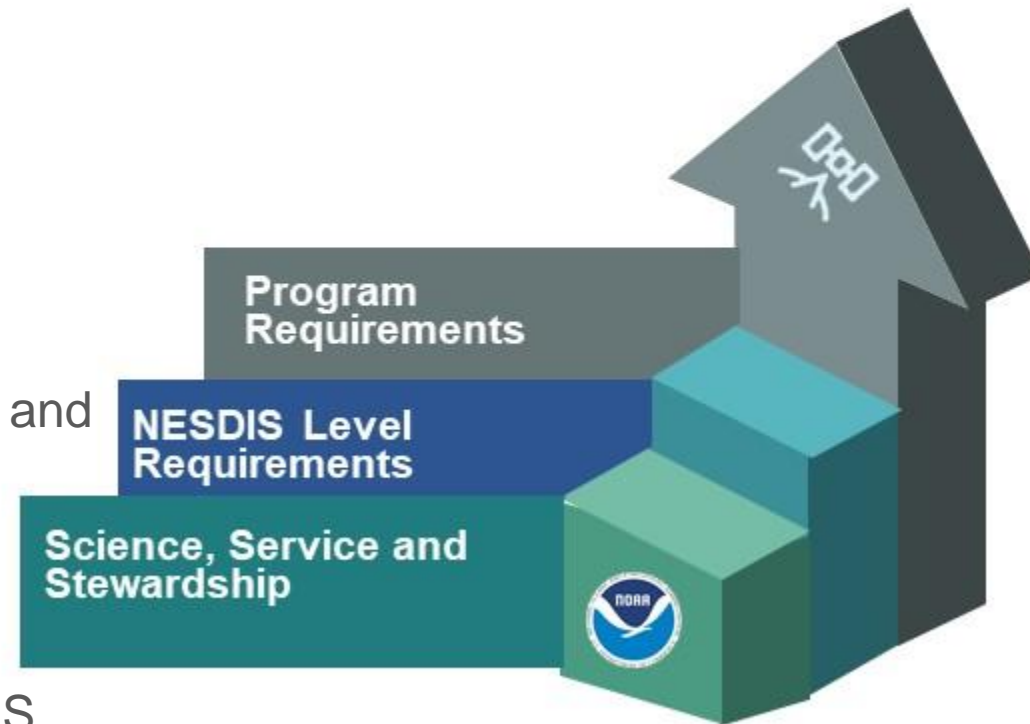 Program
Requirements
and
NESDIS Level
Requirements
Science, Service and
Stewardship
NOAA
S